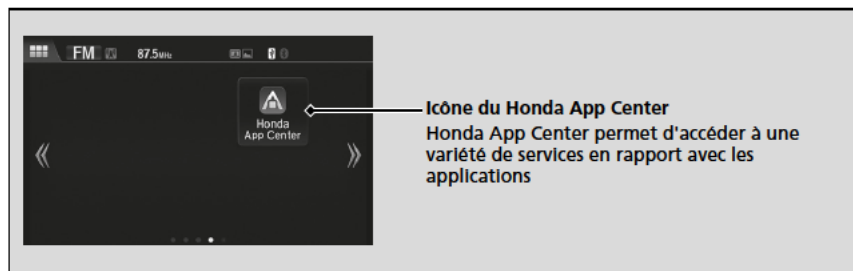 FM 87.5MHz
Honda
App Center
Icône du Honda App Center
Honda App Center permet d'accéder à une
variété de services en rapport avec les
applications